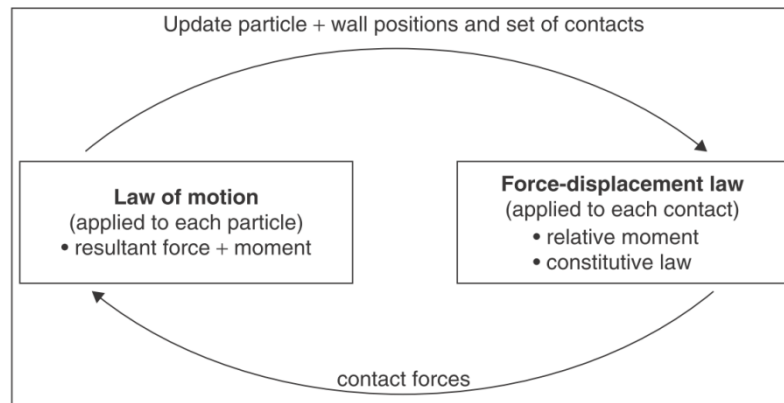 Update particle + wall positions and set of contacts
Law of motion
(applied to each particle)
• resultant force + moment
Force-displacement law
(applied to each contact)
• relative moment
• constitutive law
contact forces